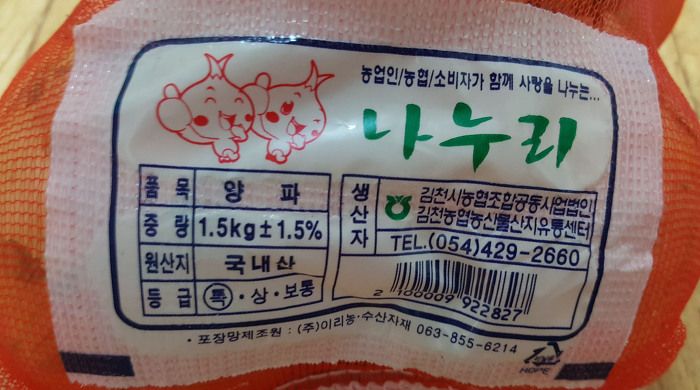 농업인/농협/소비자가 함께 사랑을 나누는...
나누리
품목 양파
중량 1.5kg±1.5%
원산지 국내산
등급 특·상·보통
생산자
김천시농협조합공동사업법인
김천농협농산물산지유통센터
TEL.(054)429-2660
2 100009 922827
· 포장망제조원 : (주)이리농·수산자재 063-855-6214
HDPE